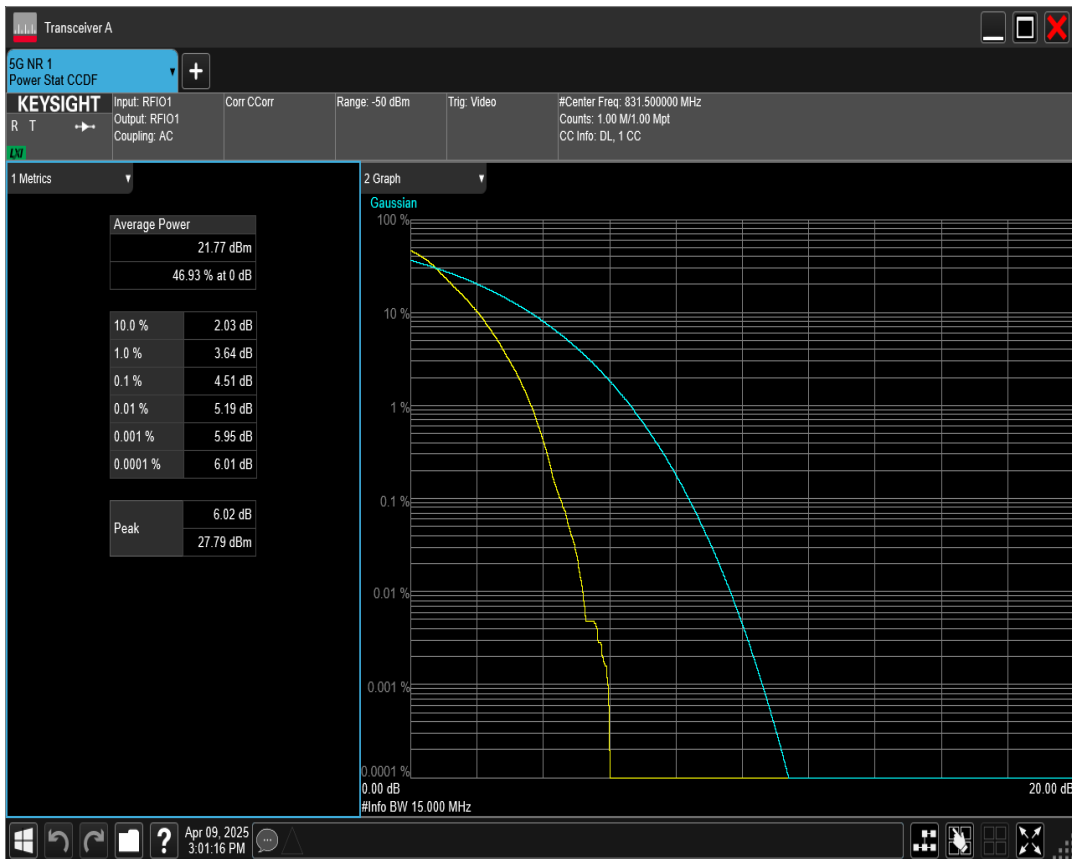 Transceiver A
5G NR 1
Power Stat CCDF
+
KEYSIGHT
R T
LXI
Input: RFIO1
Output: RFIO1
Coupling: AC
Corr CCorr
Range: -50 dBm
Trig: Video
#Center Freq: 831.500000 MHz
Counts: 1.00 M/1.00 Mpt
CC Info: DL, 1 CC
1 Metrics
Average Power
21.77 dBm
46.93 % at 0 dB
10.0 % 2.03 dB
1.0 % 3.64 dB
0.1 % 4.51 dB
0.01 % 5.19 dB
0.001 % 5.95 dB
0.0001 % 6.01 dB
Peak 6.02 dB
27.79 dBm
2 Graph
Gaussian
100 %
10 %
1 %
0.1 %
0.01 %
0.001 %
0.0001 %
0.00 dB 20.00 dB
#Info BW 15.000 MHz
?
Apr 09, 2025
3:01:16 PM